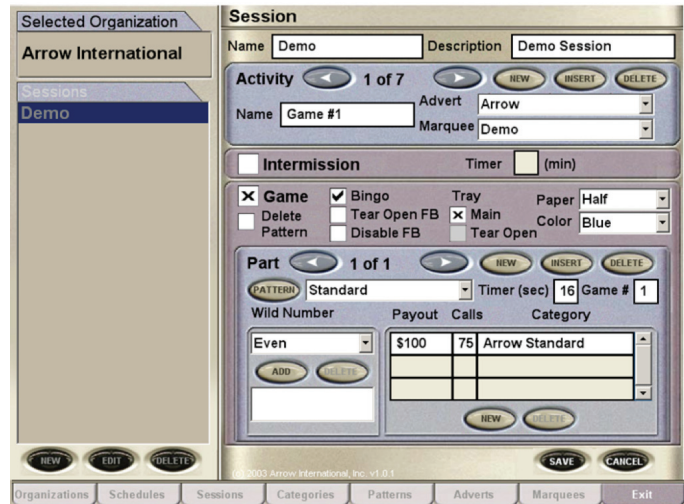 Selected Organization
Arrow International
Sessions
Demo
NEW EDIT DELETE
Session
Name Demo Description Demo Session
Activity 1 of 7 NEW INSERT DELETE
Name Game #1 Advert Arrow
Marquee Demo
Intermission Timer (min)
Game Bingo Tray Paper Half
Delete Pattern Tear Open FB Main Color Blue
Disable FB Tear Open
Part 1 of 1 NEW INSERT DELETE
PATTERN Standard Timer (sec) 16 Game # 1
Wild Number Payout Calls Category
Even $100 75 Arrow Standard
ADD DELETE
NEW DELETE
(c) 2003 Arrow International, Inc. v1.0.1
SAVE CANCEL
Organizations Schedules Sessions Categories Patterns Adverts Marquees Exit